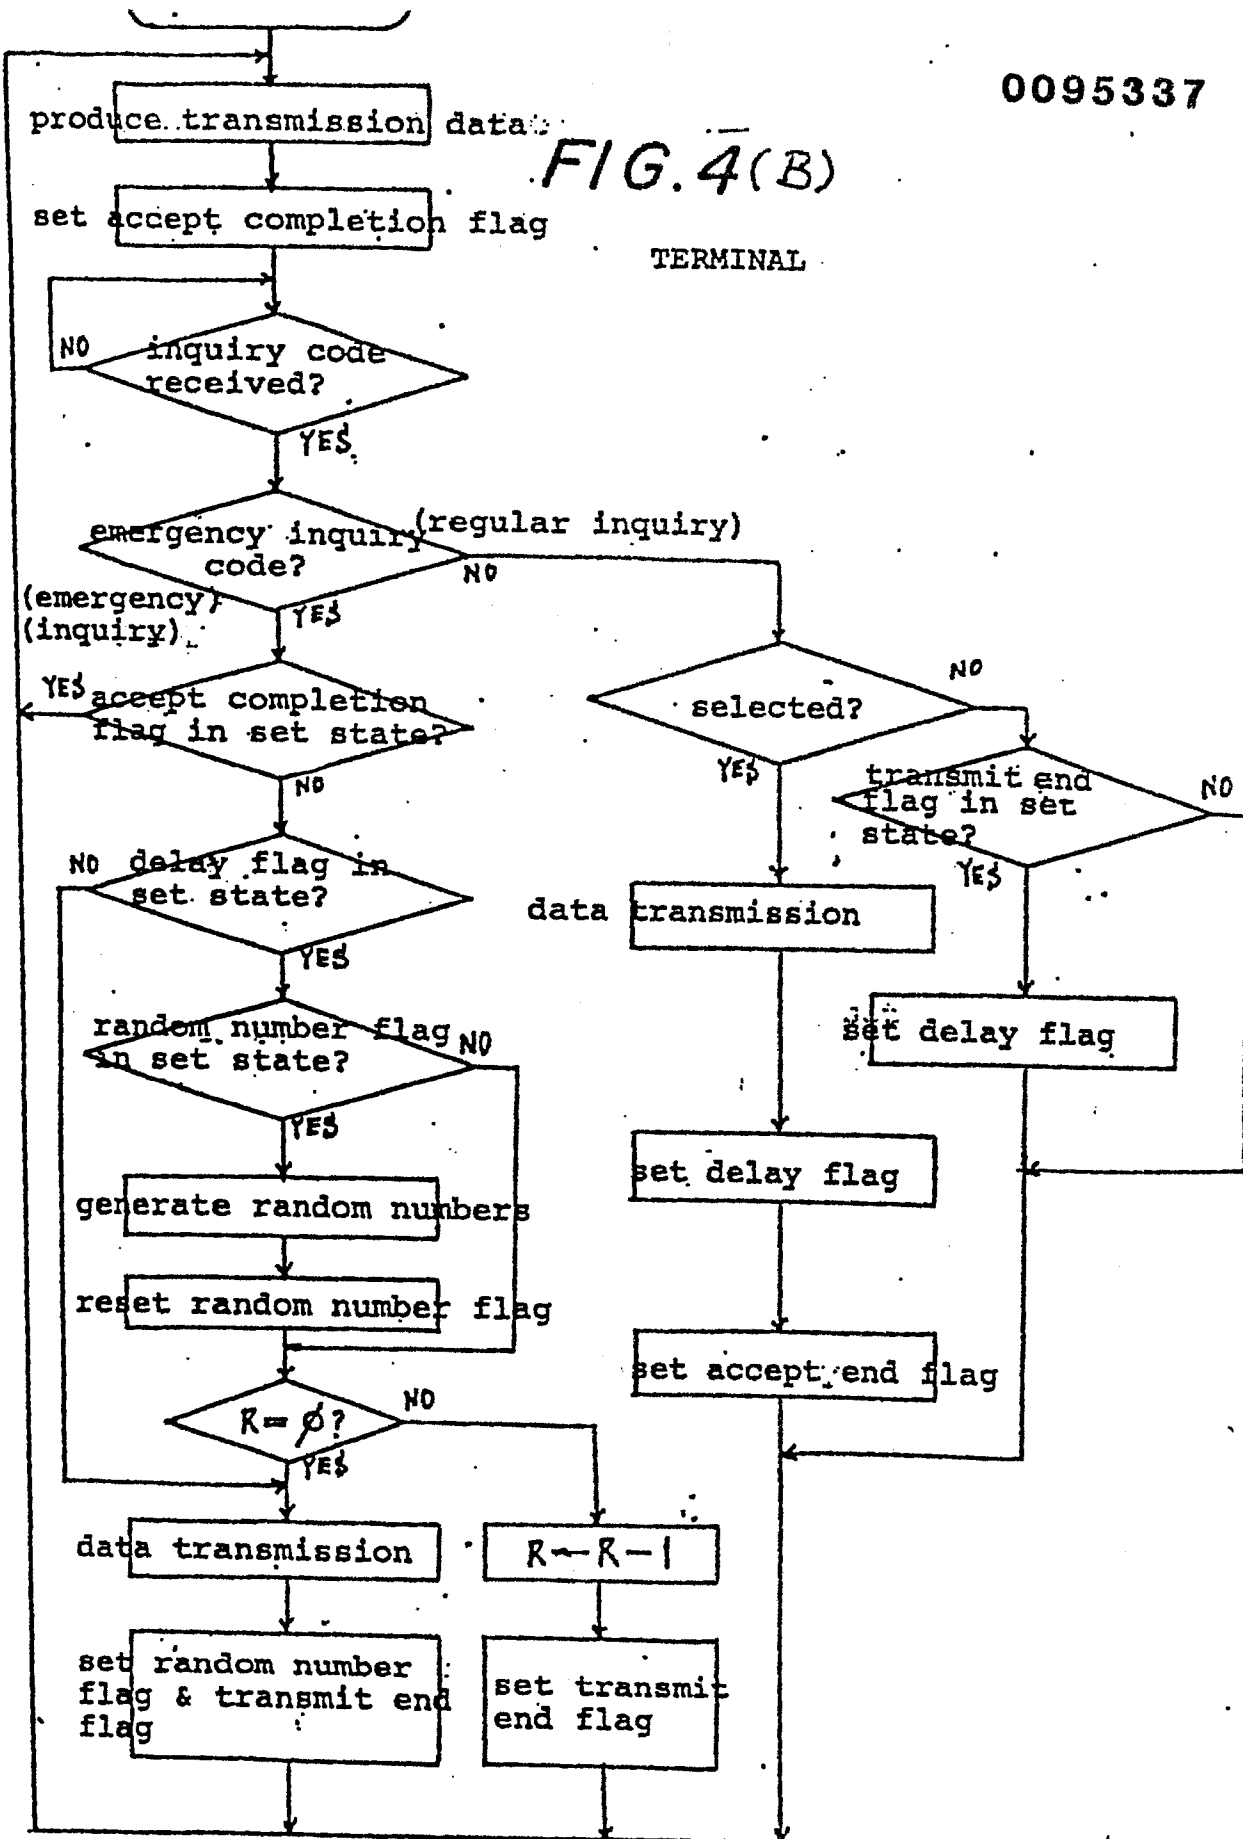 0095337
produce transmission data
FIG. 4(B)
set accept completion flag
TERMINAL
NO
inquiry code
received?
YES
emergency inquiry
code?
(regular inquiry)
NO
(emergency)
(inquiry)
YES
YES
accept completion
flag in set state?
NO
selected?
NO
YES
transmit end
flag in set
state?
NO
YES
NO
delay flag in
set state?
YES
data transmission
set delay flag
random number flag
in set state?
NO
YES
set delay flag
generate random numbers
reset random number flag
set accept end flag
R=ø?
NO
YES
data transmission
R←R-1
set random number
flag & transmit end
flag
set transmit
end flag